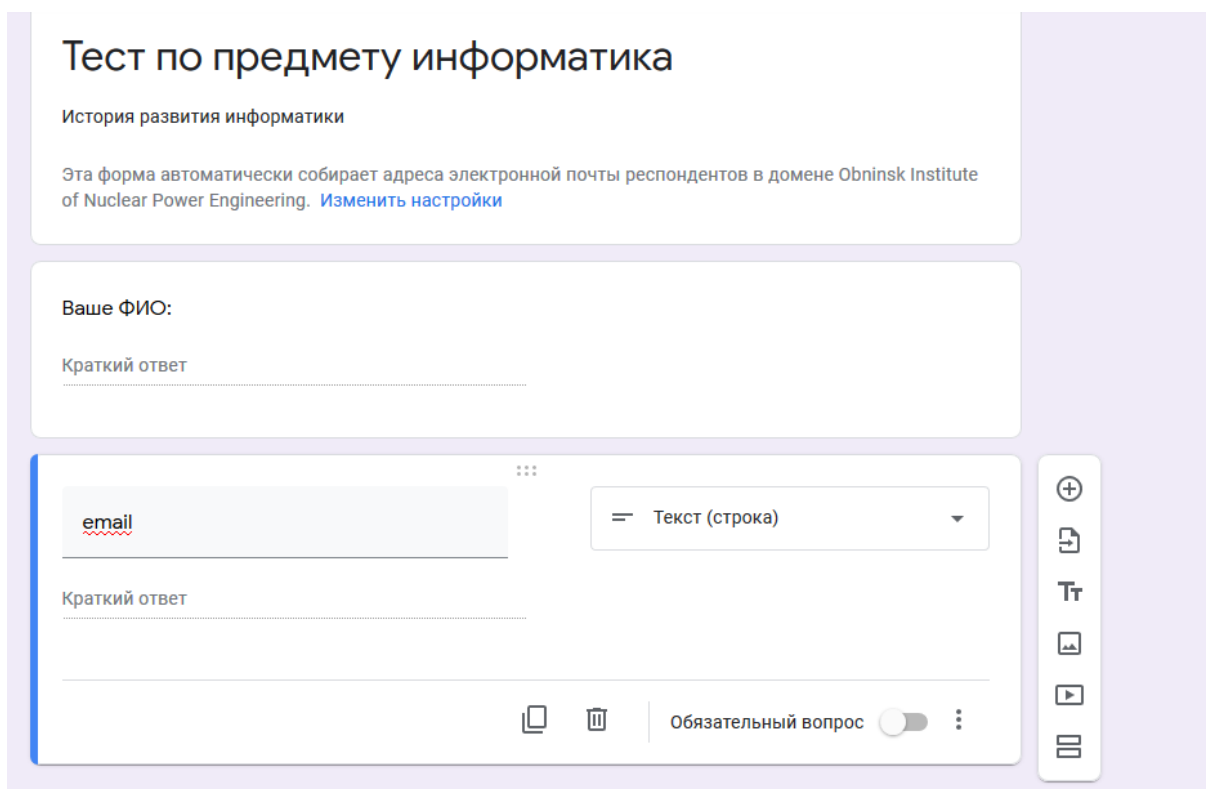 Тест по предмету информатика
История развития информатики
Эта форма автоматически собирает адреса электронной почты респондентов в домене Obninsk Institute
of Nuclear Power Engineering. Изменить настройки
Ваше ФИО:
Краткий ответ
email
Текст (строка)
Краткий ответ
Обязательный вопрос